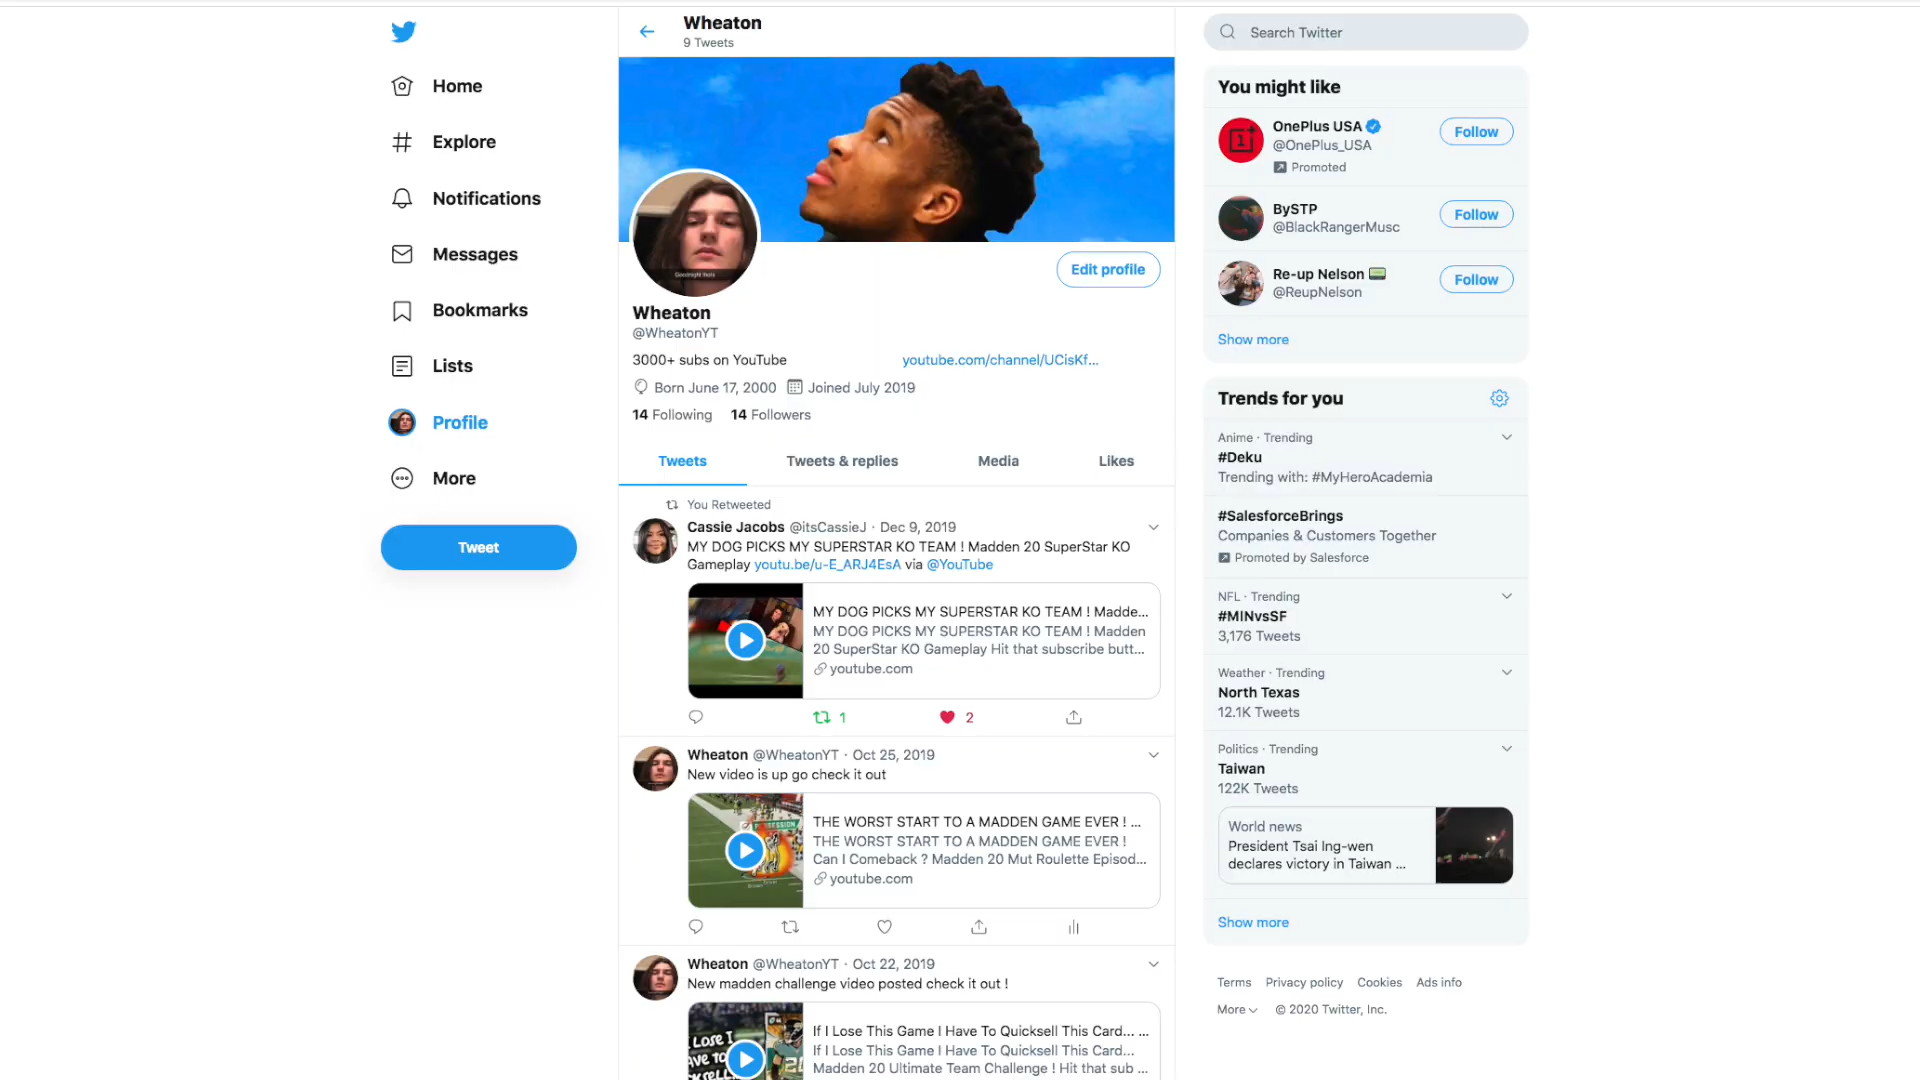 Wheaton
9 Tweets
Home
Explore
Notifications
Messages
Bookmarks
Lists
Profile
More
Tweet
Goodnight thots
Edit profile
Wheaton
@WheatonYT
3000+ subs on YouTube youtube.com/channel/UCisKf...
Born June 17, 2000 Joined July 2019
14 Following 14 Followers
Tweets Tweets & replies Media Likes
You Retweeted
Cassie Jacobs @itsCassieJ · Dec 9, 2019
MY DOG PICKS MY SUPERSTAR KO TEAM ! Madden 20 SuperStar KO
Gameplay youtu.be/u-E_ARJ4EsA via @YouTube
MY DOG PICKS MY SUPERSTAR KO TEAM ! Madde...
MY DOG PICKS MY SUPERSTAR KO TEAM ! Madden
20 SuperStar KO Gameplay Hit that subscribe butt...
youtube.com
1 2
Wheaton @WheatonYT · Oct 25, 2019
New video is up go check it out
THE WORST START TO A MADDEN GAME EVER ! ...
THE WORST START TO A MADDEN GAME EVER !
Can I Comeback ? Madden 20 Mut Roulette Episod...
youtube.com
Wheaton @WheatonYT · Oct 22, 2019
New madden challenge video posted check it out !
If I Lose This Game I Have To Quicksell This Card... ...
If I Lose This Game I Have To Quicksell This Card...
Madden 20 Ultimate Team Challenge ! Hit that sub ...
Search Twitter
You might like
OnePlus USA
@OnePlus_USA
Promoted
Follow
BySTP
@BlackRangerMusc
Follow
Re-up Nelson
@ReupNelson
Follow
Show more
Trends for you
Anime · Trending
#Deku
Trending with: #MyHeroAcademia
#SalesforceBrings
Companies & Customers Together
Promoted by Salesforce
NFL · Trending
#MINvsSF
3,176 Tweets
Weather · Trending
North Texas
12.1K Tweets
Politics · Trending
Taiwan
122K Tweets
World news
President Tsai Ing-wen
declares victory in Taiwan ...
Show more
Terms Privacy policy Cookies Ads info
More © 2020 Twitter, Inc.